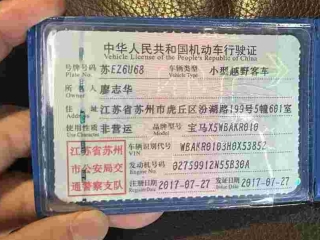 中华人民共和国机动车行驶证
Vehicle License of the People's Republic of China
号牌号码 苏EZ6U68 车辆类型 小型越野客车
Plate No. Vehicle Type
所有人 廖志华
Owner
住址 江苏省苏州市虎丘区汾湖路199号5幢601室
Address
使用性质 非营运 品牌型号 宝马X5WBAKR010
Use Character Model
江苏省苏州市公安局交通警察支队
车辆识别代号 WBAKR0103H0X53852
VIN
发动机号码 02759912N55B30A
Engine No.
注册日期 2017-07-27 发证日期 2017-07-27
Register Date Issue Date